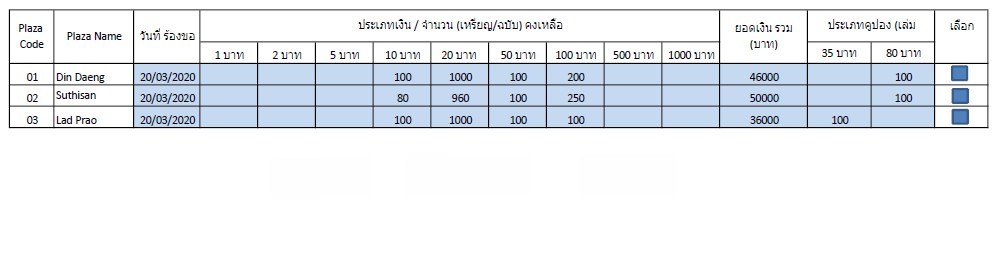 Plaza Code Plaza Name วันที่ ร้องขอ ประเภทเงิน / จำนวน (เหรียญ/ฉบับ) คงเหลือ ยอดเงิน รวม (บาท) ประเภทคูปอง (เล่ม เลือก
1 บาท 2 บาท 5 บาท 10 บาท 20 บาท 50 บาท 100 บาท 500 บาท 1000 บาท 35 บาท 80 บาท
01 Din Daeng 20/03/2020 100 1000 100 200 46000 100
02 Suthisan 20/03/2020 80 960 100 250 50000 100
03 Lad Prao 20/03/2020 100 1000 100 100 36000 100